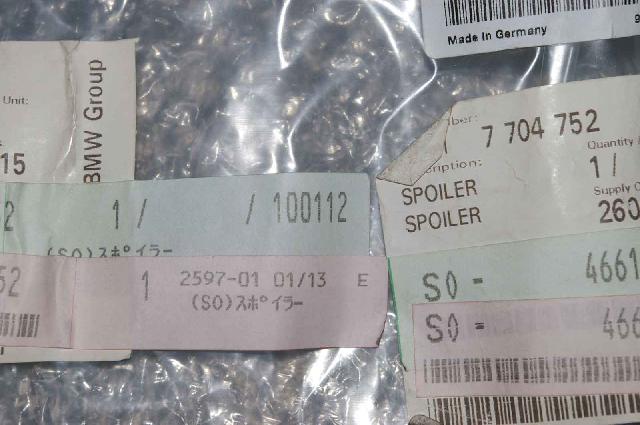 Made In Germany
Unit:
BMW Group
7 704 752
Quantity
15
SPOILER
1 /
SPOILER
Supply
260
2 1 / / 100112
(SO)スポイラー
SO - 4661
52 1 2597-01 01/13 E
(SO)スポイラー
SO - 466